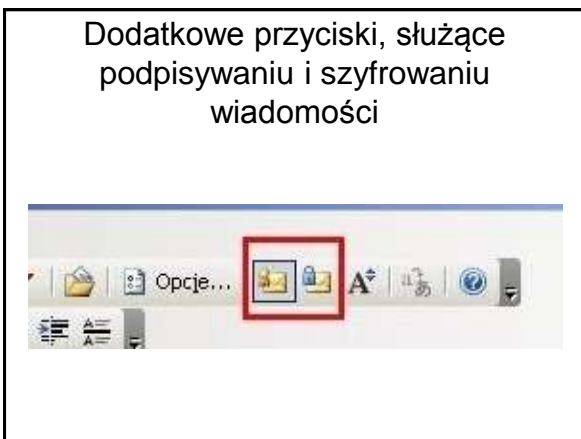 Dodatkowe przyciski, służące
podpisywaniu i szyfrowaniu
wiadomości
Opcje...